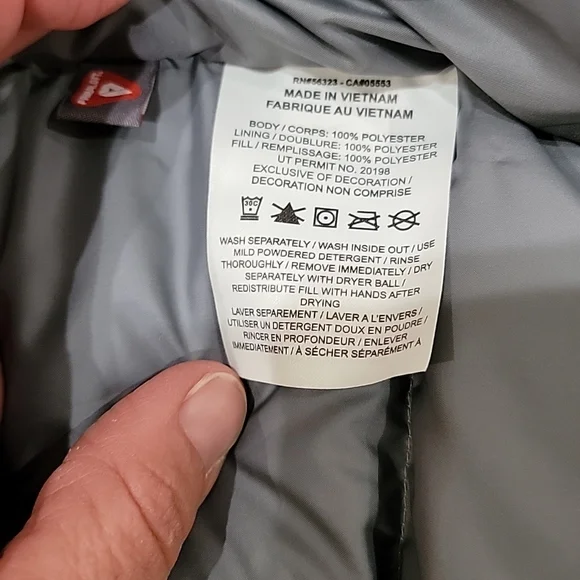 RN#56323 - CA#05553
MADE IN VIETNAM
FABRIQUE AU VIETNAM
BODY / CORPS: 100% POLYESTER
LINING / DOUBLURE: 100% POLYESTER
FILL / REMPLISSAGE: 100% POLYESTER
UT PERMIT NO. 20198
EXCLUSIVE OF DECORATION /
DECORATION NON COMPRISE
30C
WASH SEPARATELY / WASH INSIDE OUT / USE
MILD POWDERED DETERGENT / RINSE
THOROUGHLY / REMOVE IMMEDIATELY / DRY
SEPARATELY WITH DRYER BALL /
REDISTRIBUTE FILL WITH HANDS AFTER
DRYING
LAVER SEPAREMENT / LAVER A L'ENVERS /
UTILISER UN DETERGENT DOUX EN POUDRE /
RINCER EN PROFONDEUR / ENLEVER
IMMEDIATEMENT / À SÉCHER SÉPARÉMENT À